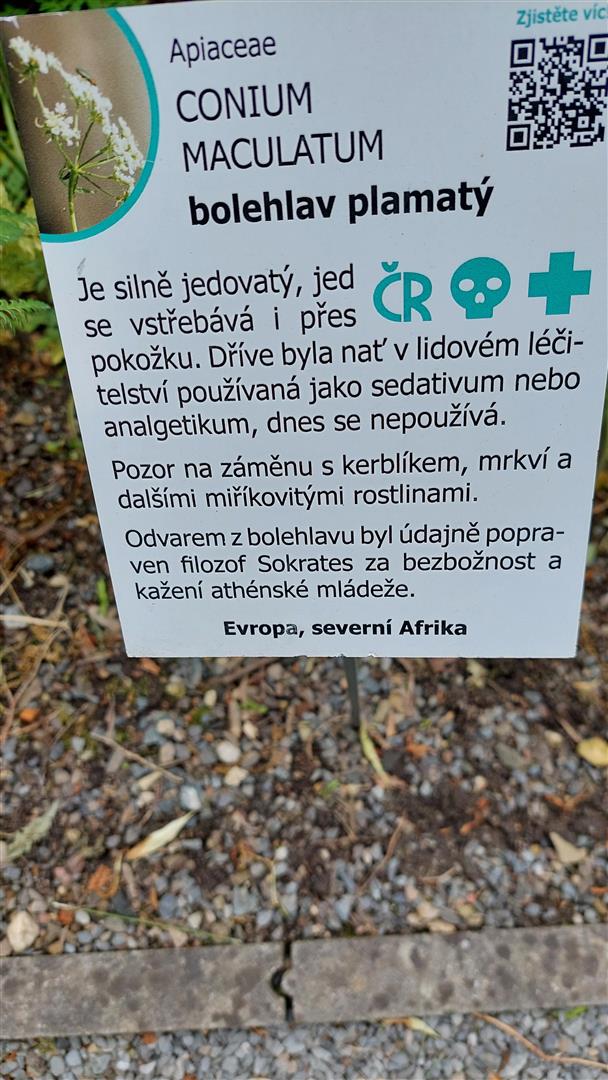 Zjistěte víc
Apiaceae
CONIUM
MACULATUM
bolehlav plamatý
Je silně jedovatý, jed
ČR
se vstřebává i přes
pokožku. Dříve byla nať v lidovém léči-
telství používaná jako sedativum nebo
analgetikum, dnes se nepoužívá.
Pozor na záměnu s kerblíkem, mrkví a
dalšími miříkovitými rostlinami.
Odvarem z bolehlavu byl údajně popra-
ven filozof Sokrates za bezbožnost a
kažení athénské mládeže.
Evropa, severní Afrika